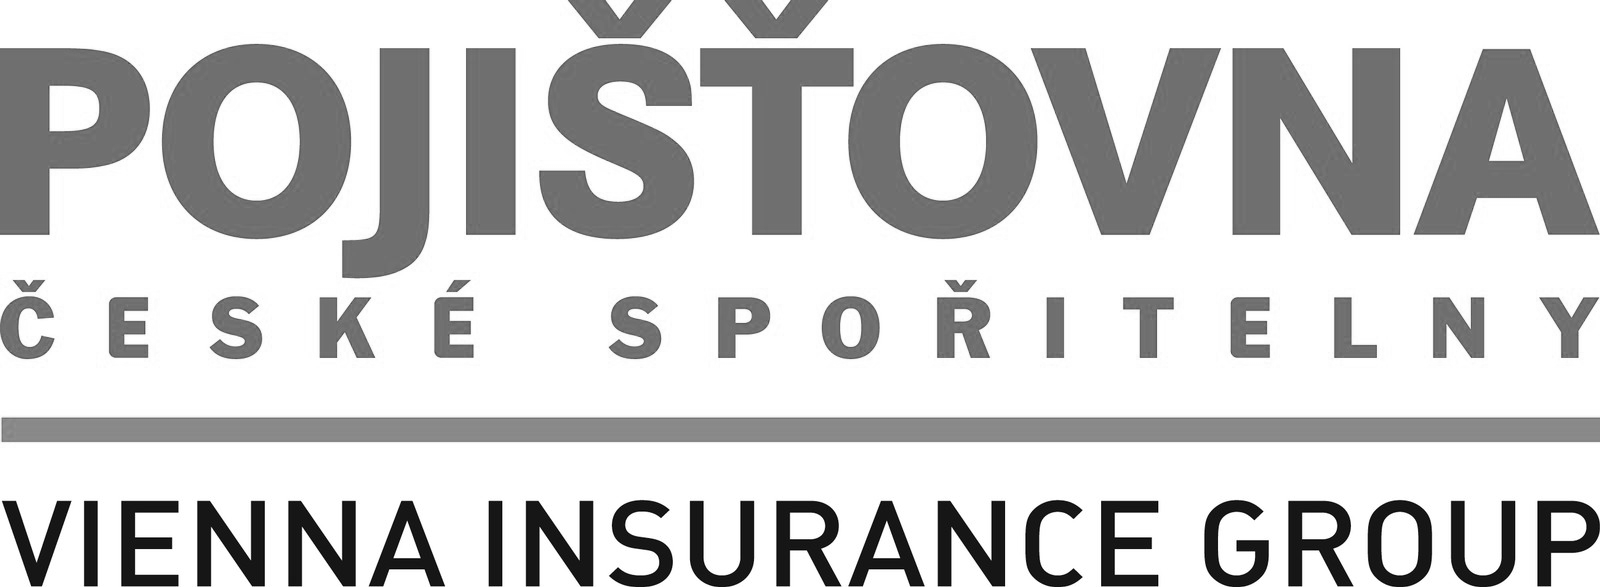 POJIŠŤOVNA
ČESKÉ SPOŘITELNY
VIENNA INSURANCE GROUP